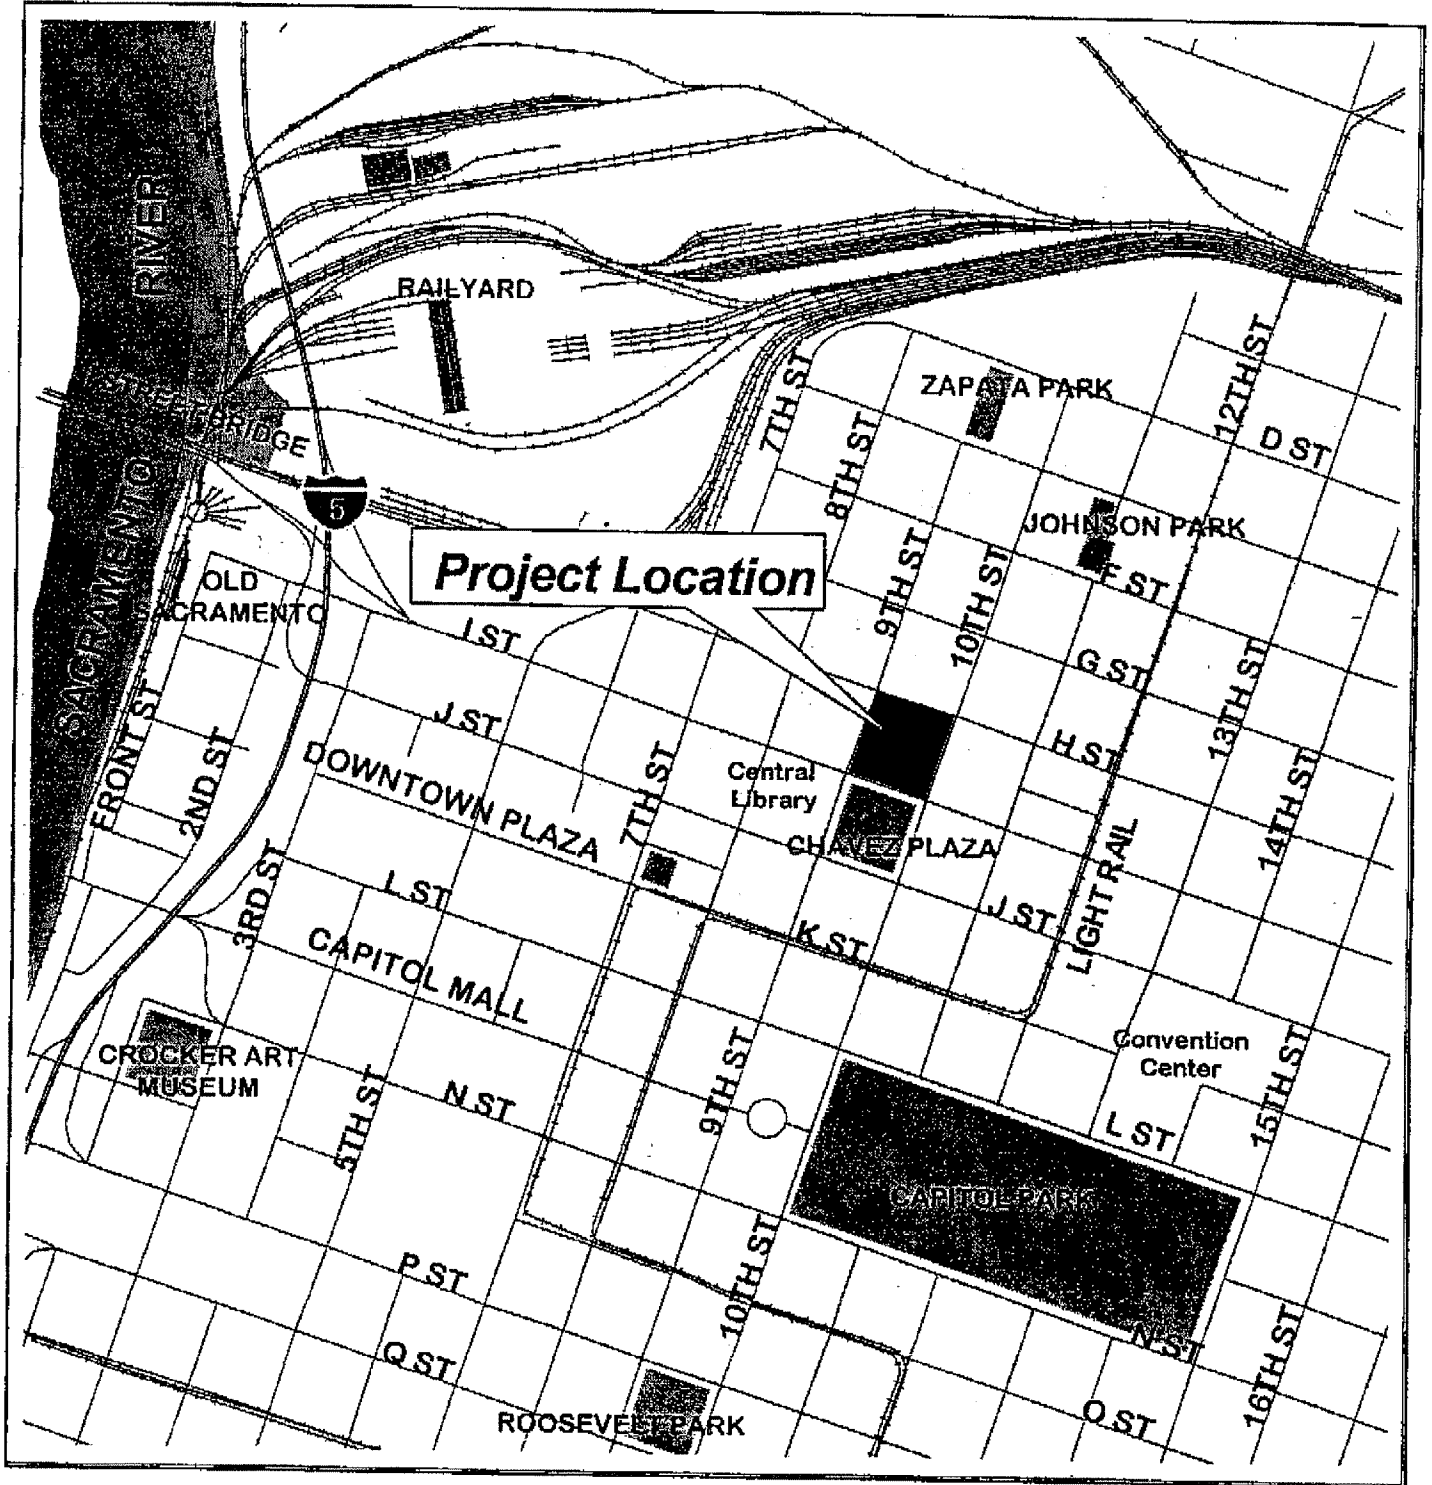 SACRAMENTO RIVER
RAILYARD
I ST BRIDGE
5
OLD
SACRAMENTO
Project Location
ZAPATA PARK
JOHNSON PARK
7TH ST
8TH ST
9TH ST
10TH ST
12TH ST
13TH ST
14TH ST
D ST
F ST
G ST
H ST
I ST
J ST
FRONT ST
2ND ST
3RD ST
DOWNTOWN PLAZA
7TH ST
Central
Library
CHAVEZ PLAZA
J ST
K ST
LIGHT RAIL
L ST
CAPITOL MALL
CROCKER ART
MUSEUM
N ST
5TH ST
9TH ST
Convention
Center
L ST
15TH ST
CAPITOL PARK
10TH ST
P ST
Q ST
ROOSEVELT PARK
N ST
O ST
16TH ST